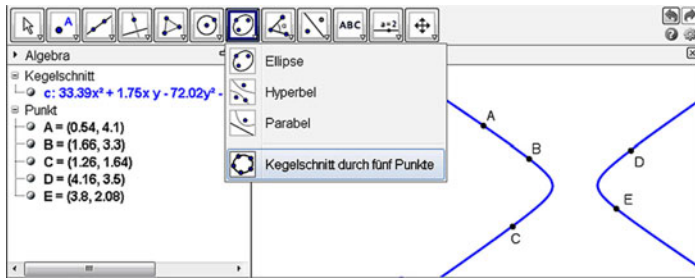 A
ABC
a=2
Algebra
Kegelschnitt
c: 33.39x² + 1.75x y - 72.02y² -
Punkt
A = (0.54, 4.1)
B = (1.66, 3.3)
C = (1.26, 1.64)
D = (4.16, 3.5)
E = (3.8, 2.08)
Ellipse
Hyperbel
Parabel
Kegelschnitt durch fünf Punkte
A
B
C
D
E